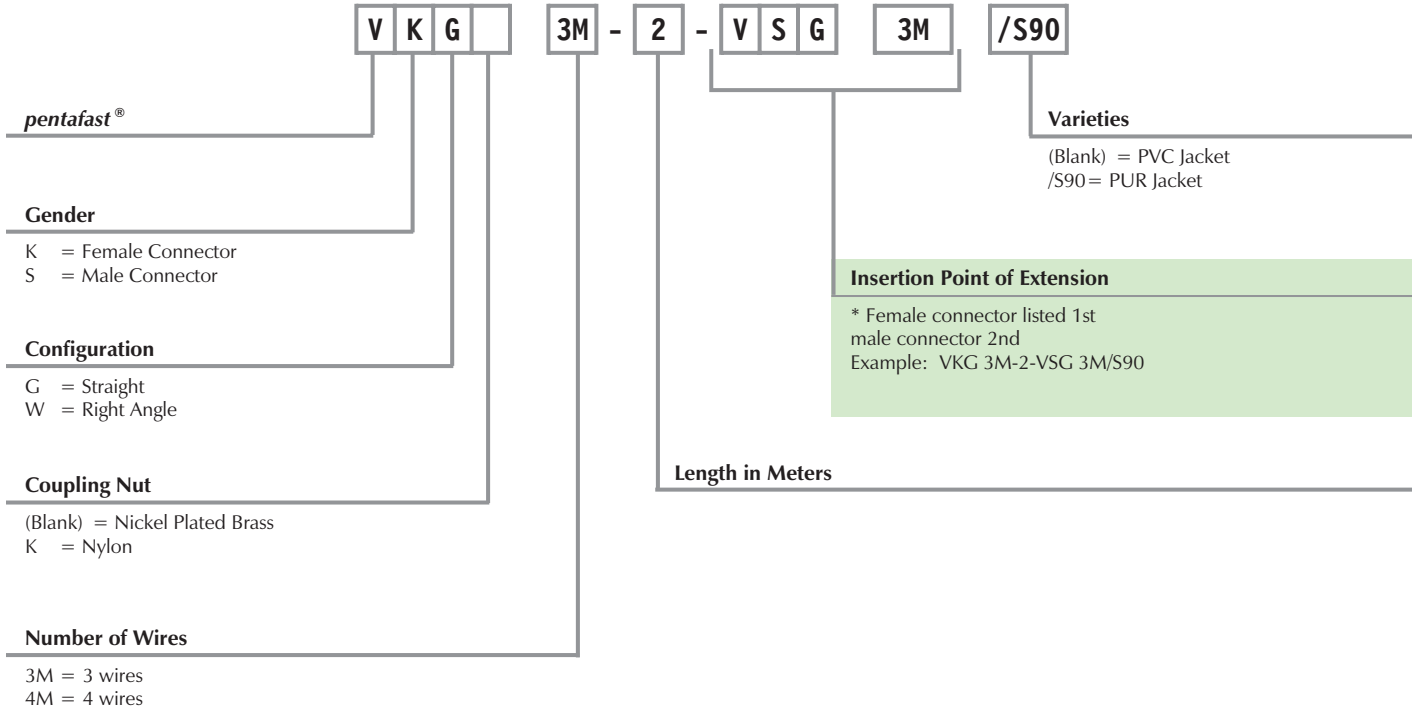 V K G 3M - 2 - V S G 3M /S90
pentafast ®
Gender
K = Female Connector
S = Male Connector
Configuration
G = Straight
W = Right Angle
Coupling Nut
(Blank) = Nickel Plated Brass
K = Nylon
Number of Wires
3M = 3 wires
4M = 4 wires
Varieties
(Blank) = PVC Jacket
/S90= PUR Jacket
Insertion Point of Extension
* Female connector listed 1st
male connector 2nd
Example: VKG 3M-2-VSG 3M/S90
Length in Meters